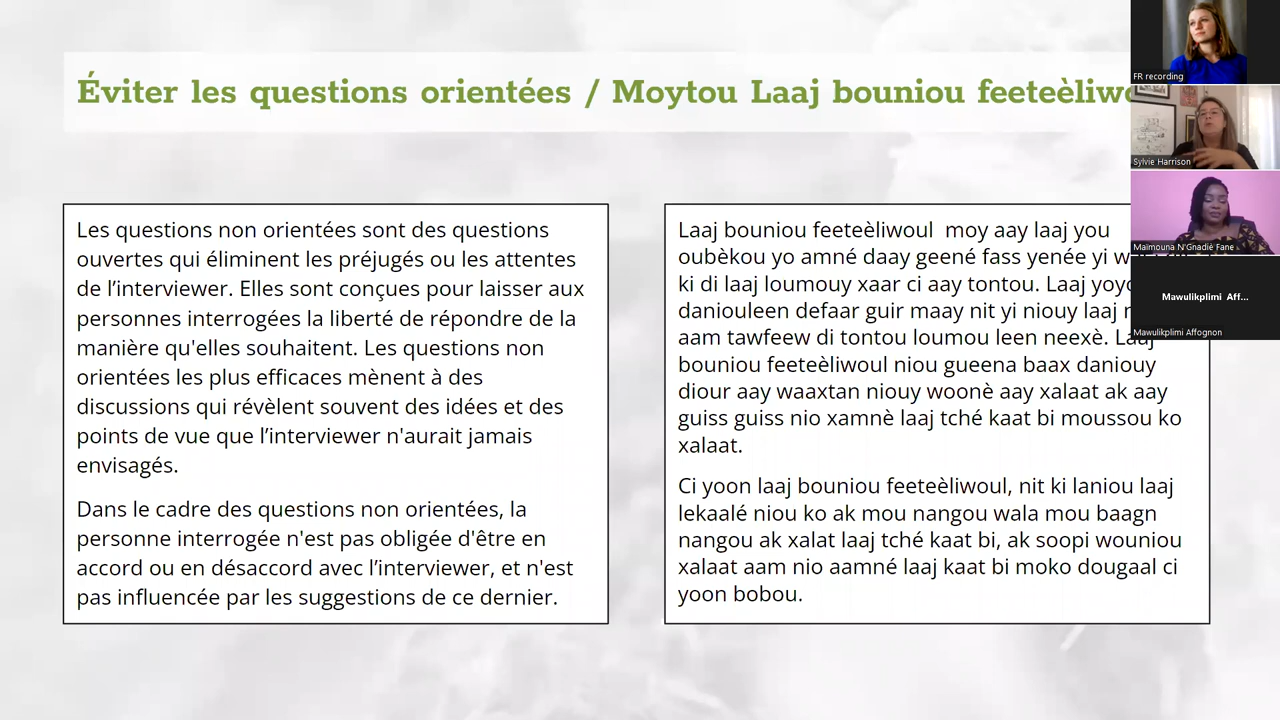 Éviter les questions orientées / Moytou Laaj bouniou
Les questions non orientées sont des questions
ouvertes qui éliminent les préjugés ou les attentes
de l’interviewer. Elles sont conçues pour laisser aux
personnes interrogées la liberté de répondre de la
manière qu'elles souhaitent. Les questions non
orientées les plus efficaces mènent à des
discussions qui révèlent souvent des idées et des
points de vue que l’interviewer n'aurait jamais
envisagés.
Dans le cadre des questions non orientées, la
personne interrogée n'est pas obligée d'être en
accord ou en désaccord avec l’interviewer, et n'est
pas influencée par les suggestions de ce dernier.
Laaj bouniou feeteèliwoul moy aay laaj you
oubèkou yo amné daay geené fass yenée yi
ki di laaj loumouy xaar ci aay tontou. Laaj
daniouleen defaar guir maay nit yi niouy laaj
aam tawfeew di tontou loumou leen neexè. Laaj
bouniou feeteèliwoul niou gueena baax daniouy
diour aay waaxtan niouy woonè aay xalaat ak aay
guiss guiss nio xamnè laaj tché kaat bi moussou ko
xalaat.
Ci yoon laaj bouniou feeteèliwoul, nit ki laniou laaj
lekaalé niou ko ak mou nangou wala mou baagn
nangou ak xalat laaj tché kaat bi, ak soopi wouniou
xalaat aam nio aamné laaj kaat bi moko dougaal ci
yoon bobou.
FR recording
Sylvie Harrison
Maïmouna N'Gnadiè Fane
Mawulikplimi Aff...
Mawulikplimi Affognon